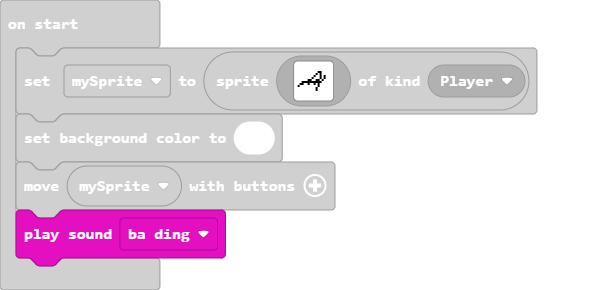 on start
set mySprite to sprite of kind Player
set background color to
move mySprite with buttons
play sound ba ding